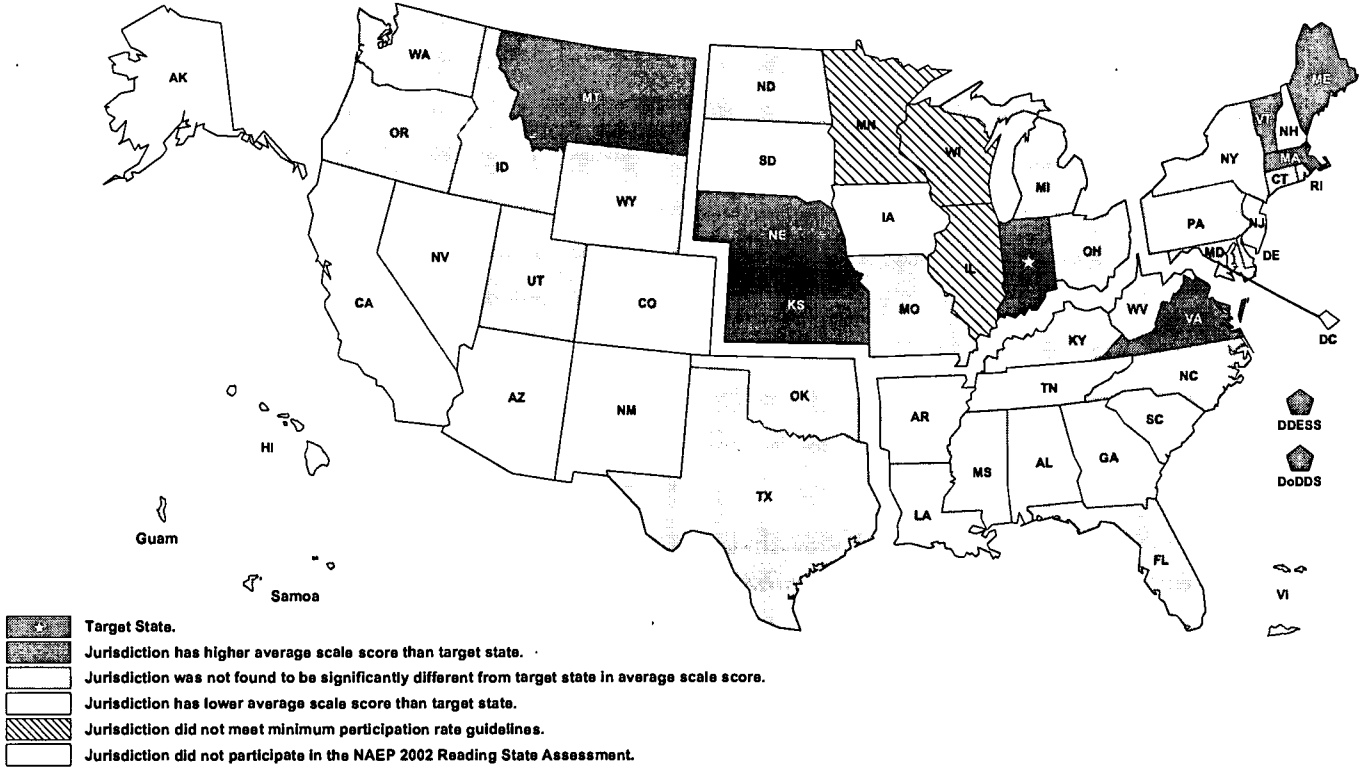 AK
WA
MT
ND
MN
ME
OR
ID
SD
WI
VT
NH
NY
MA
CT
RI
WY
MI
NE
IA
PA
NJ
NV
UT
CO
CA
KS
MO
IL
OH
MD
DE
WV
VA
KY
DC
AZ
NM
OK
AR
TN
NC
SC
DDESS
HI
TX
MS
AL
GA
DoDDS
LA
FL
Guam
Samoa
VI
Target State.
Jurisdiction has higher average scale score than target state.
Jurisdiction was not found to be significantly different from target state in average scale score.
Jurisdiction has lower average scale score than target state.
Jurisdiction did not meet minimum participation rate guidelines.
Jurisdiction did not participate in the NAEP 2002 Reading State Assessment.